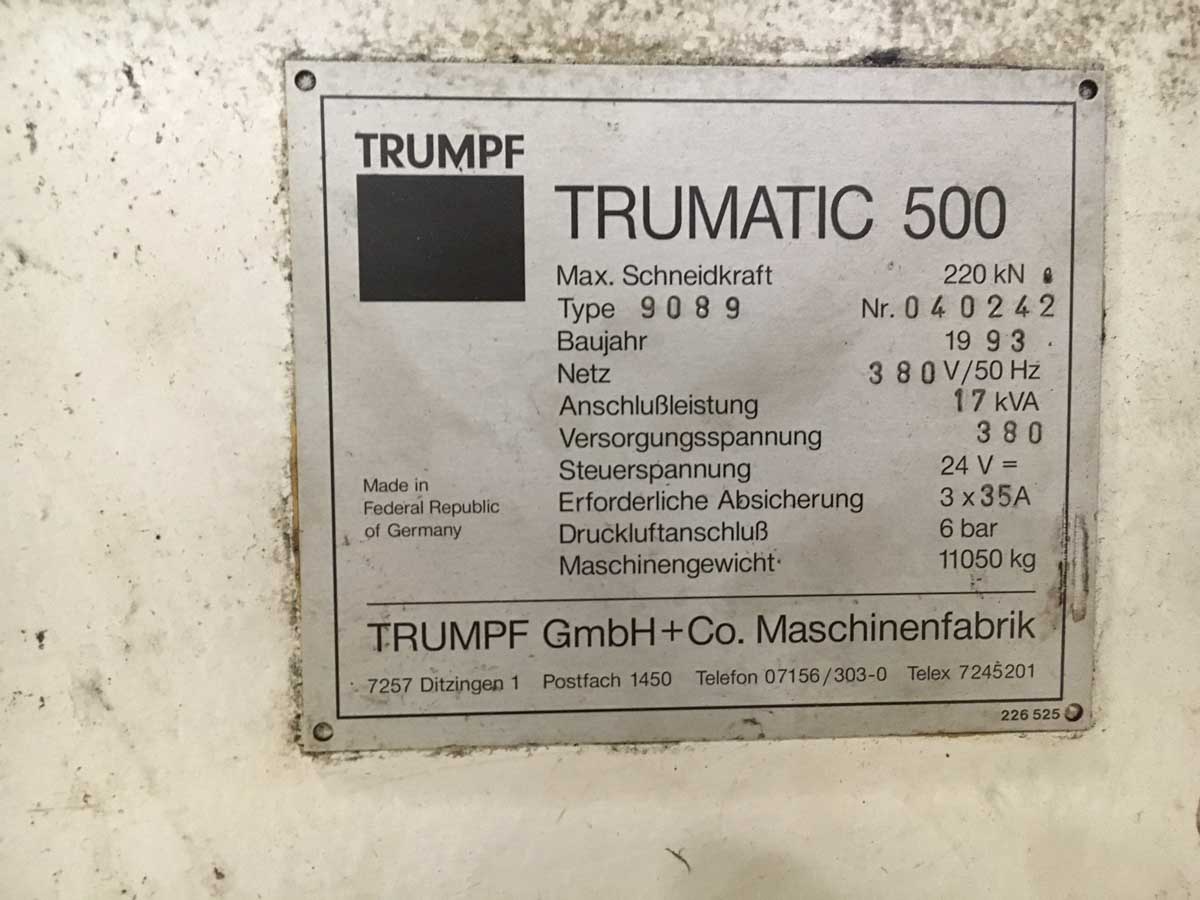 TRUMPF
TRUMATIC 500
Max. Schneidkraft 220 kN
Type 9089 Nr. 040242
Baujahr 1993
Netz 380 V/50 Hz
Anschlußleistung 17 kVA
Versorgungsspannung 380
Steuerspannung 24 V =
Erforderliche Absicherung 3 x 35A
Druckluftanschluß 6 bar
Maschinengewicht 11050 kg
Made in
Federal Republic
of Germany
TRUMPF GmbH+Co. Maschinenfabrik
7257 Ditzingen 1 Postfach 1450 Telefon 07156/303-0 Telex 7245201
226 525